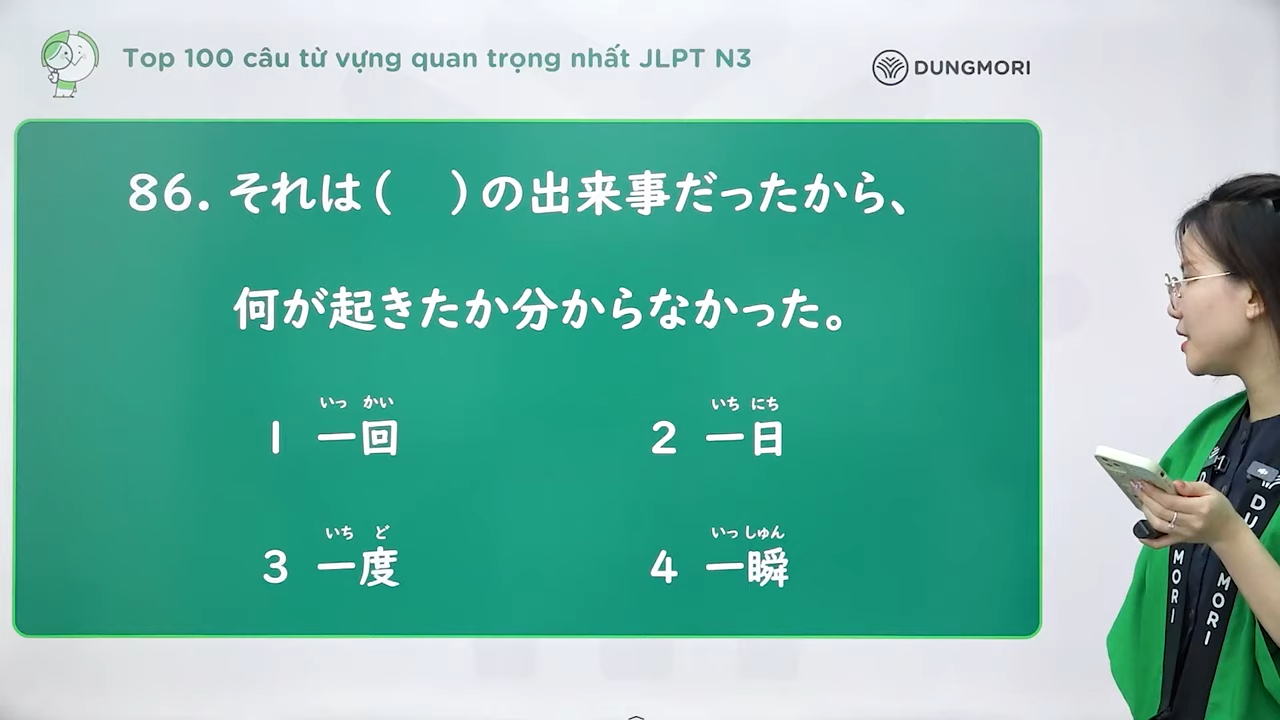 Top 100 câu từ vựng quan trọng nhất JLPT N3
DUNGMORI
86. それは(　)の出来事だったから、
何が起きたか分からなかった。
いっ かい
1 一回
いち にち
2 一日
いち ど
3 一度
いっ しゅん
4 一瞬
MORI
MORI
DU